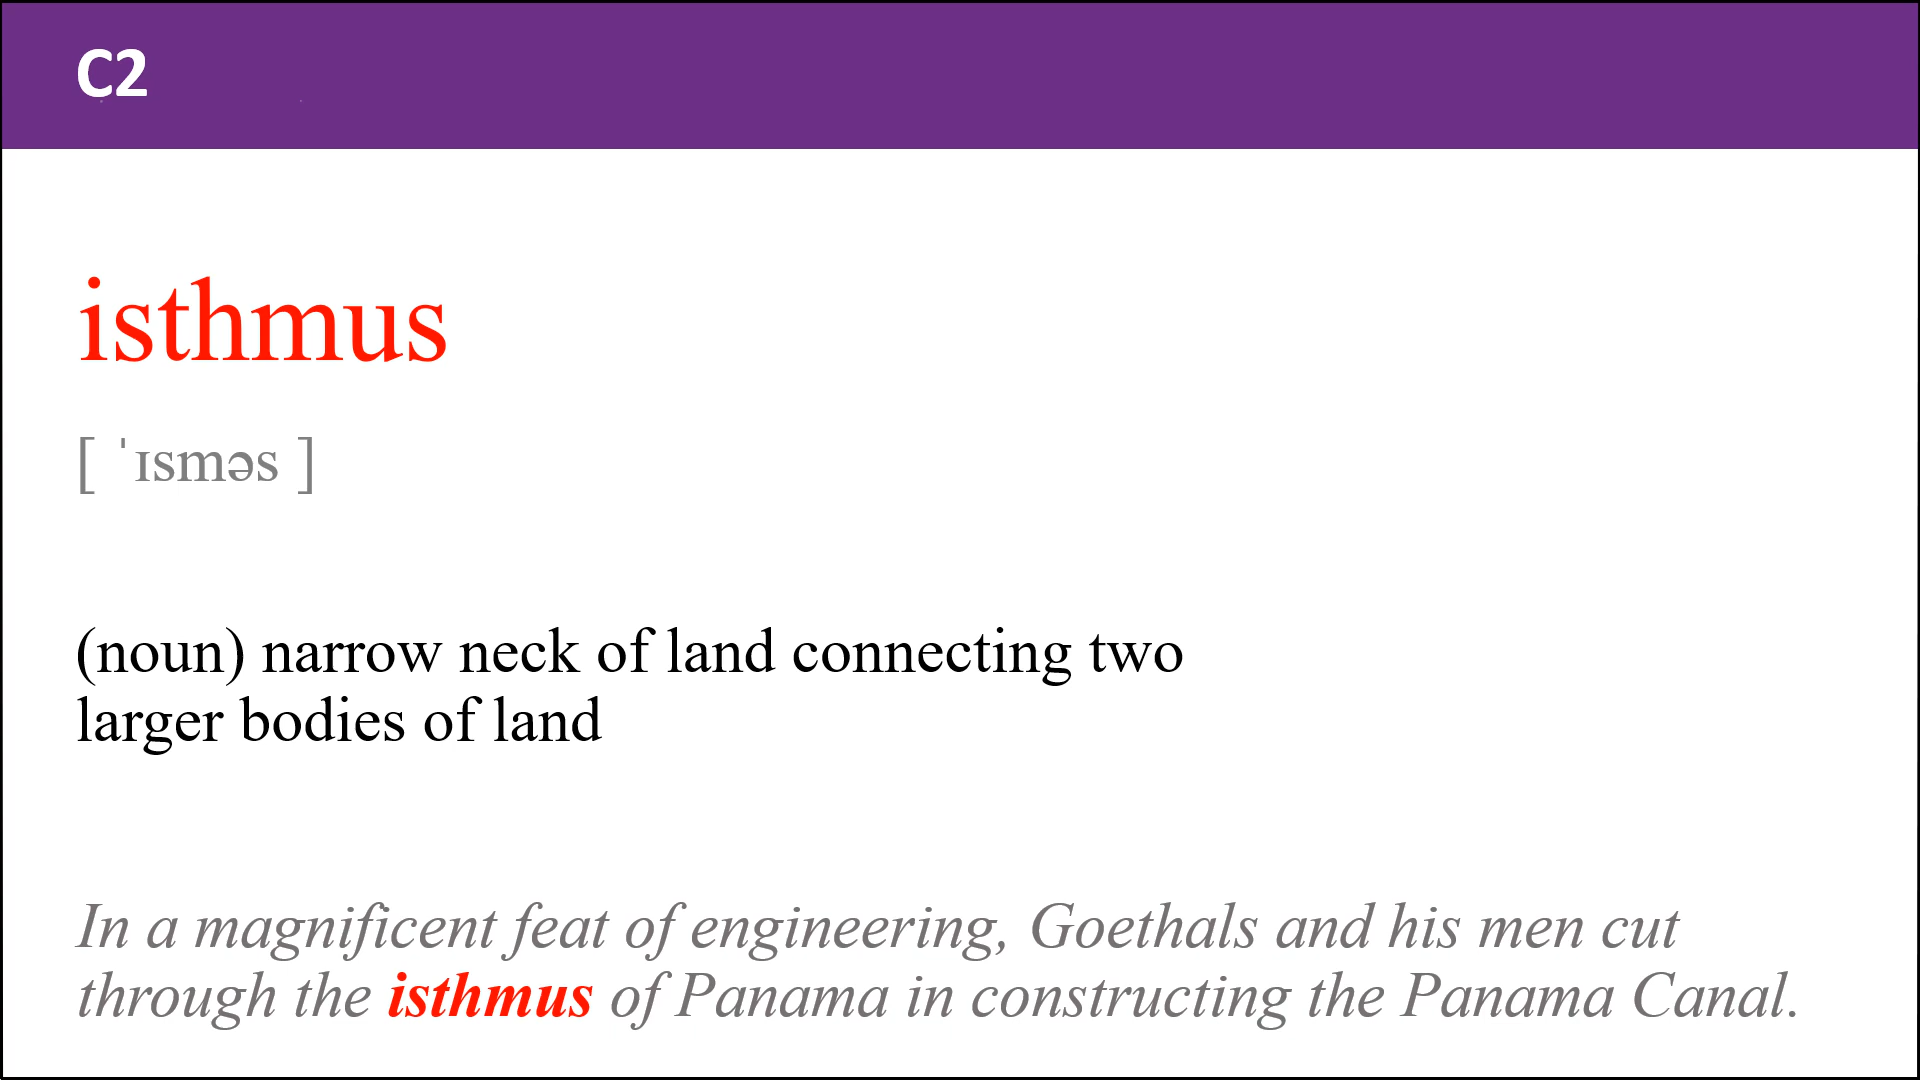 C2
isthmus
[ ˈɪsməs ]
(noun) narrow neck of land connecting two
larger bodies of land
In a magnificent feat of engineering, Goethals and his men cut
through the isthmus of Panama in constructing the Panama Canal.